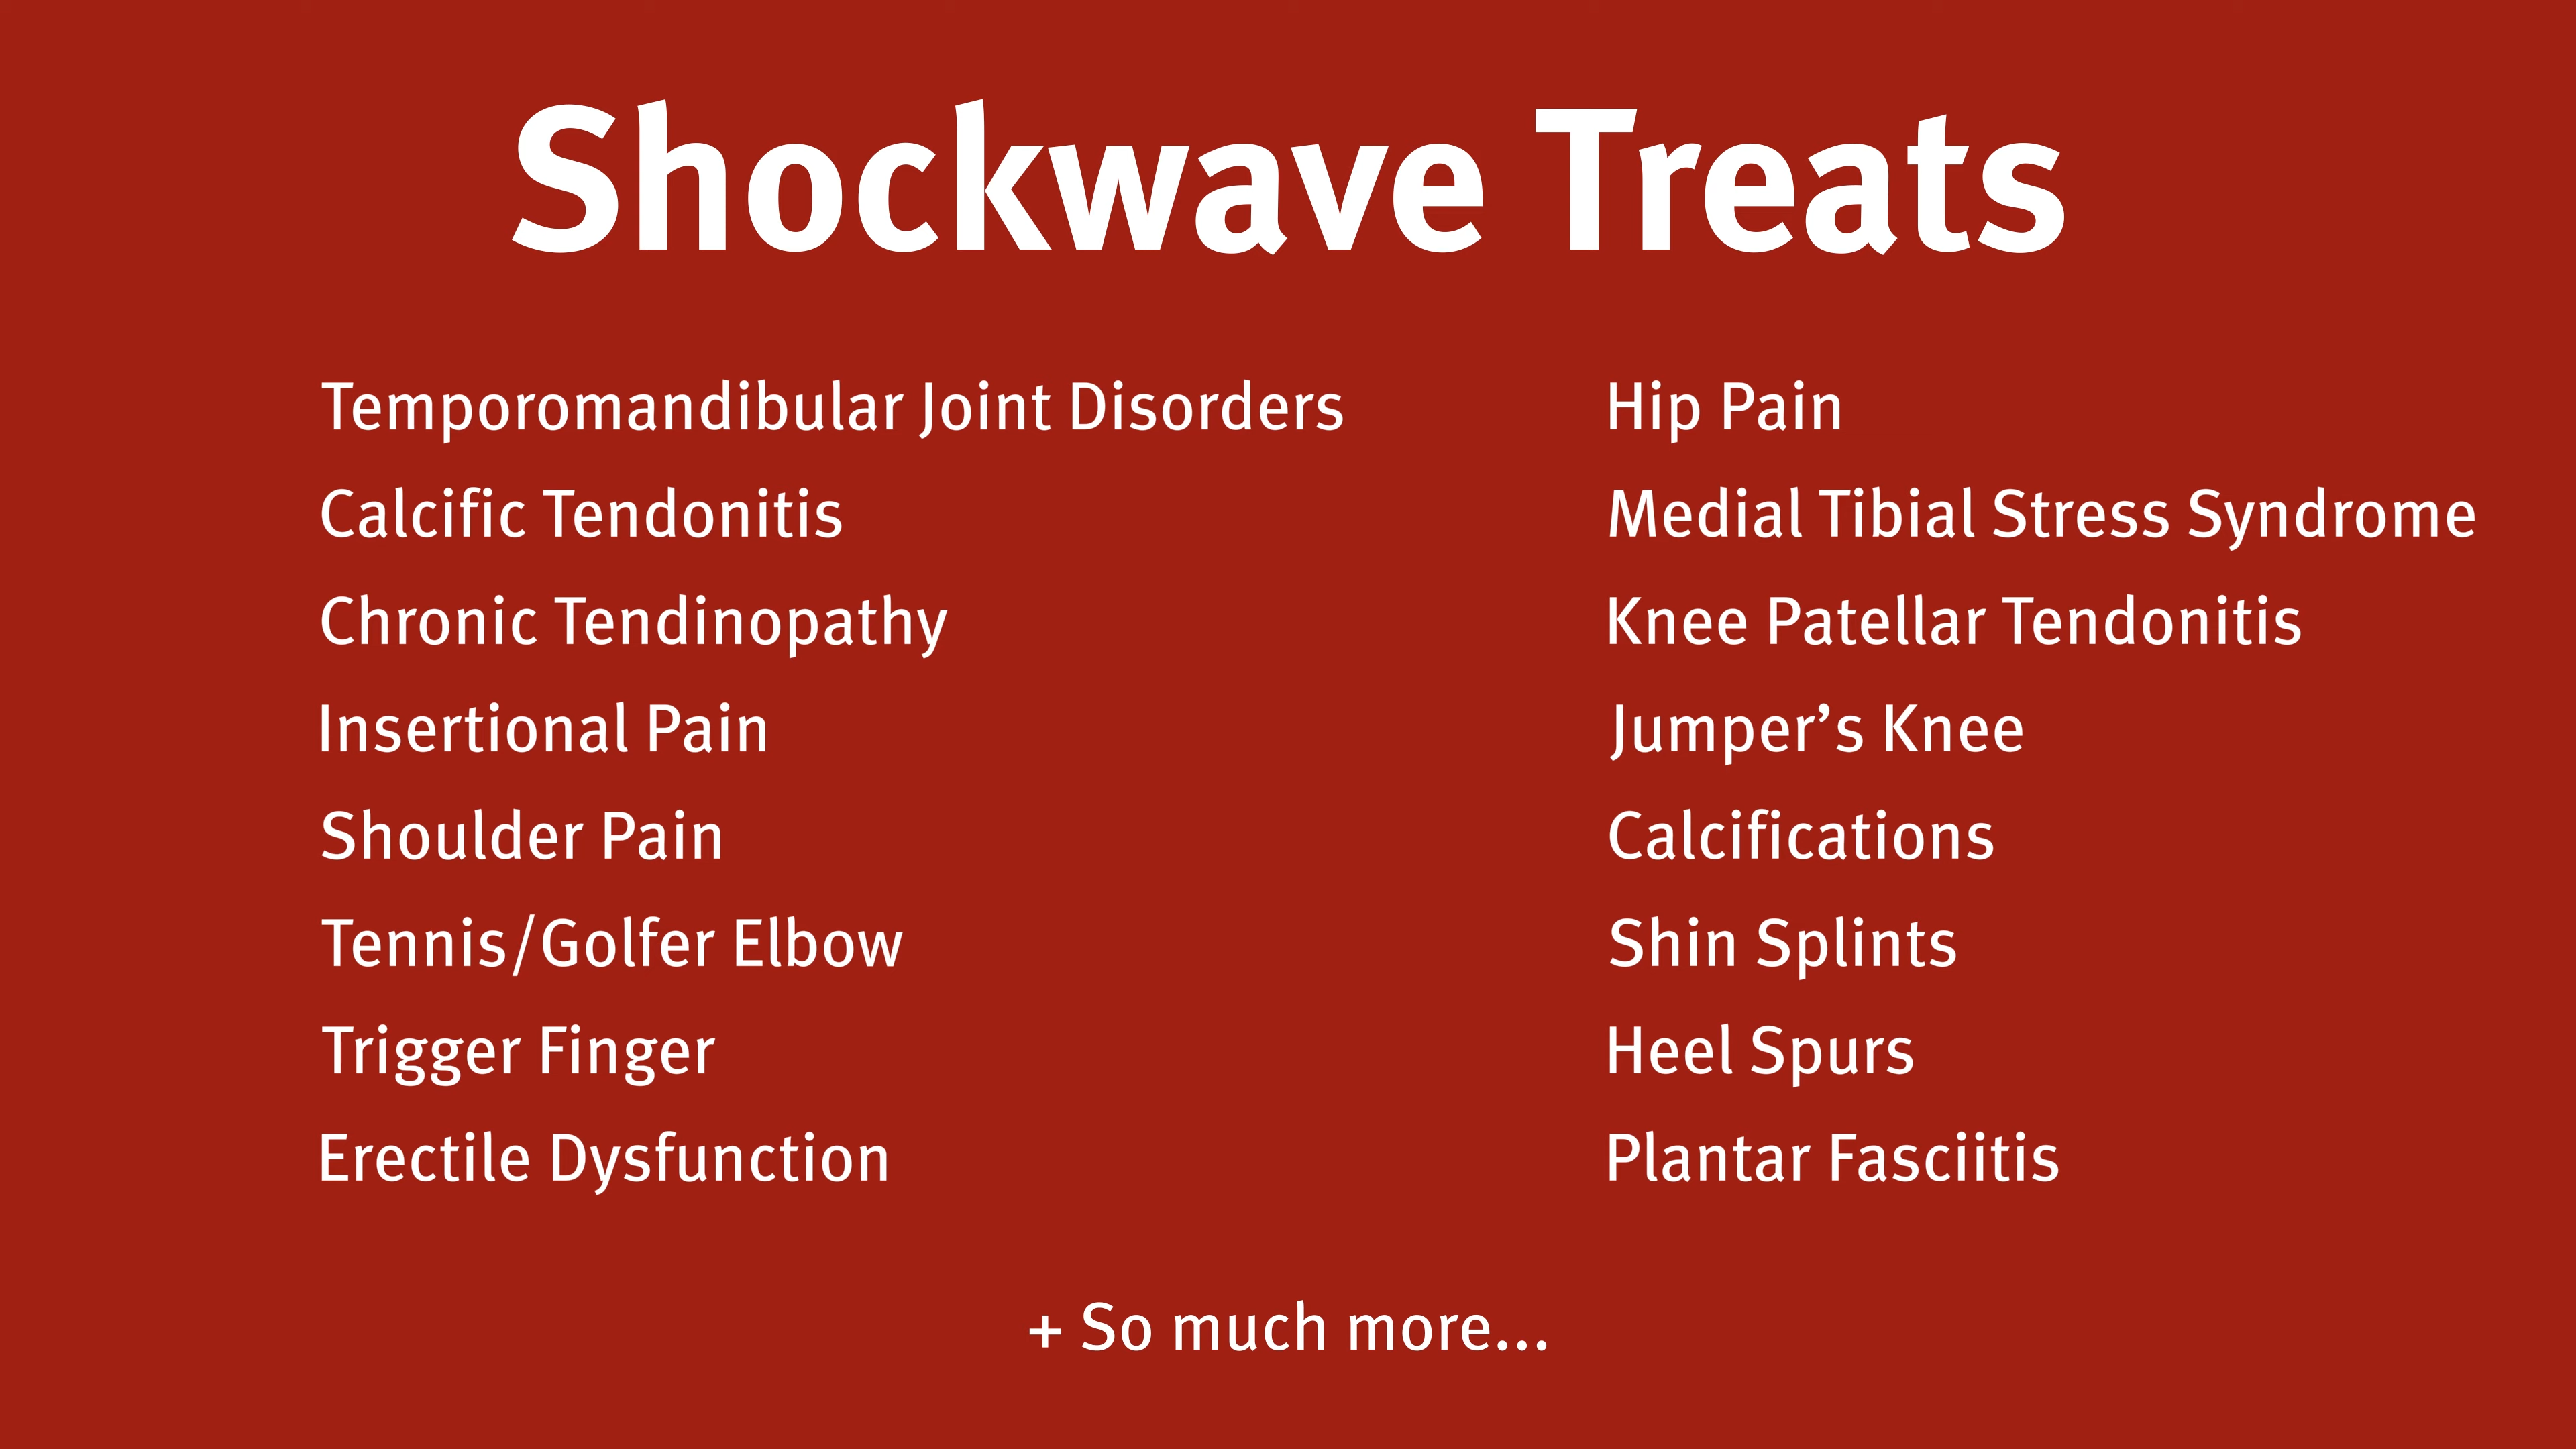 Shockwave Treats
Temporomandibular Joint Disorders
Calcific Tendonitis
Chronic Tendinopathy
Insertional Pain
Shoulder Pain
Tennis/Golfer Elbow
Trigger Finger
Erectile Dysfunction
Hip Pain
Medial Tibial Stress Syndrome
Knee Patellar Tendonitis
Jumper’s Knee
Calcifications
Shin Splints
Heel Spurs
Plantar Fasciitis
+ So much more...